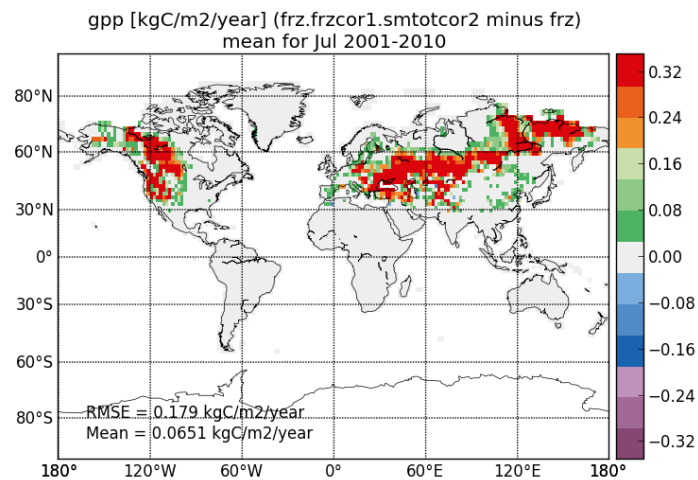 gpp [kgC/m2/year] (frz.frzcor1.smtotcor2 minus frz)
mean for Jul 2001-2010
80°N
60°N
30°N
0°
30°S
60°S
80°S
RMSE = 0.179 kgC/m2/year
Mean = 0.0651 kgC/m2/year
180° 120°W 60°W 0° 60°E 120°E 180°
0.32
0.24
0.16
0.08
0.00
−0.08
−0.16
−0.24
−0.32